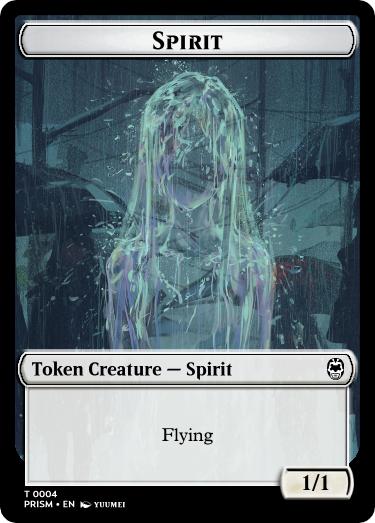 Spirit
Token Creature — Spirit
Flying
1/1
T 0004
PRISM • EN YUUMEI